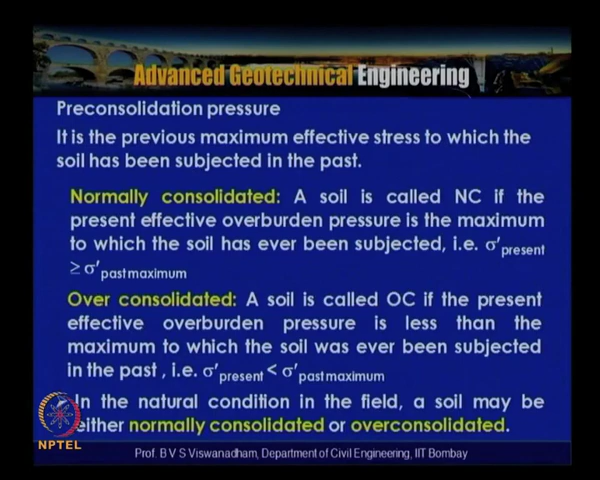 Advanced Geotechnical Engineering
Preconsolidation pressure
It is the previous maximum effective stress to which the
soil has been subjected in the past.
Normally consolidated: A soil is called NC if the
present effective overburden pressure is the maximum
to which the soil has ever been subjected, i.e. σ′present
≥ σ′past maximum
Over consolidated: A soil is called OC if the present
effective overburden pressure is less than the
maximum to which the soil was ever been subjected
in the past , i.e. σ′present < σ′past maximum
In the natural condition in the field, a soil may be
either normally consolidated or overconsolidated.
NPTEL
Prof. B V S Viswanadham, Department of Civil Engineering, IIT Bombay